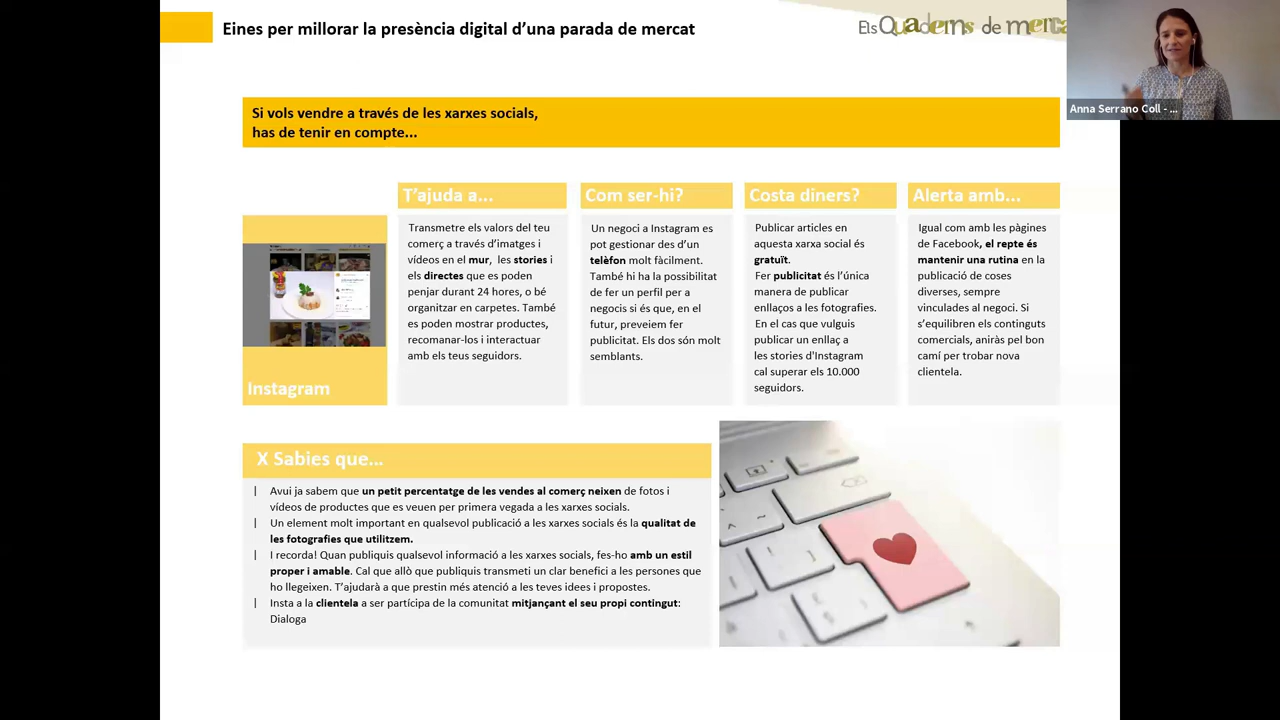 Eines per millorar la presència digital d'una parada de mercat
Els Quaderns de merca
Anna Serrano Coll - ...
Si vols vendre a través de les xarxes socials,
has de tenir en compte...
T'ajuda a...
Com ser-hi?
Costa diners?
Alerta amb...
Instagram
Transmetre els valors del teu
comerç a través d'imatges i
vídeos en el mur, les stories i
els directes que es poden
penjar durant 24 hores, o bé
organitzar en carpetes. També
es poden mostrar productes,
recomanar-los i interactuar
amb els teus seguidors.
Un negoci a Instagram es
pot gestionar des d'un
telèfon molt fàcilment.
També hi ha la possibilitat
de fer un perfil per a
negocis si és que, en el
futur, preveiem fer
publicitat. Els dos són molt
semblants.
Publicar articles en
aquesta xarxa social és
gratuït.
Fer publicitat és l'única
manera de publicar
enllaços a les fotografies.
En el cas que vulguis
publicar un enllaç a
les stories d'Instagram
cal superar els 10.000
seguidors.
Igual com amb les pàgines
de Facebook, el repte és
mantenir una rutina en la
publicació de coses
diverses, sempre
vinculades al negoci. Si
s'equilibren els continguts
comercials, aniràs pel bon
camí per trobar nova
clientela.
X Sabies que...
| Avui ja sabem que un petit percentatge de les vendes al comerç neixen de fotos i
vídeos de productes que es veuen per primera vegada a les xarxes socials.
| Un element molt important en qualsevol publicació a les xarxes socials és la qualitat de
les fotografies que utilitzem.
| I recorda! Quan publiquis qualsevol informació a les xarxes socials, fes-ho amb un estil
proper i amable. Cal que allò que publiquis transmeti un clar benefici a les persones que
ho llegeixen. T'ajudarà a que prestin més atenció a les teves idees i propostes.
| Insta a la clientela a ser partícipa de la comunitat mitjançant el seu propi contingut:
Dialoga